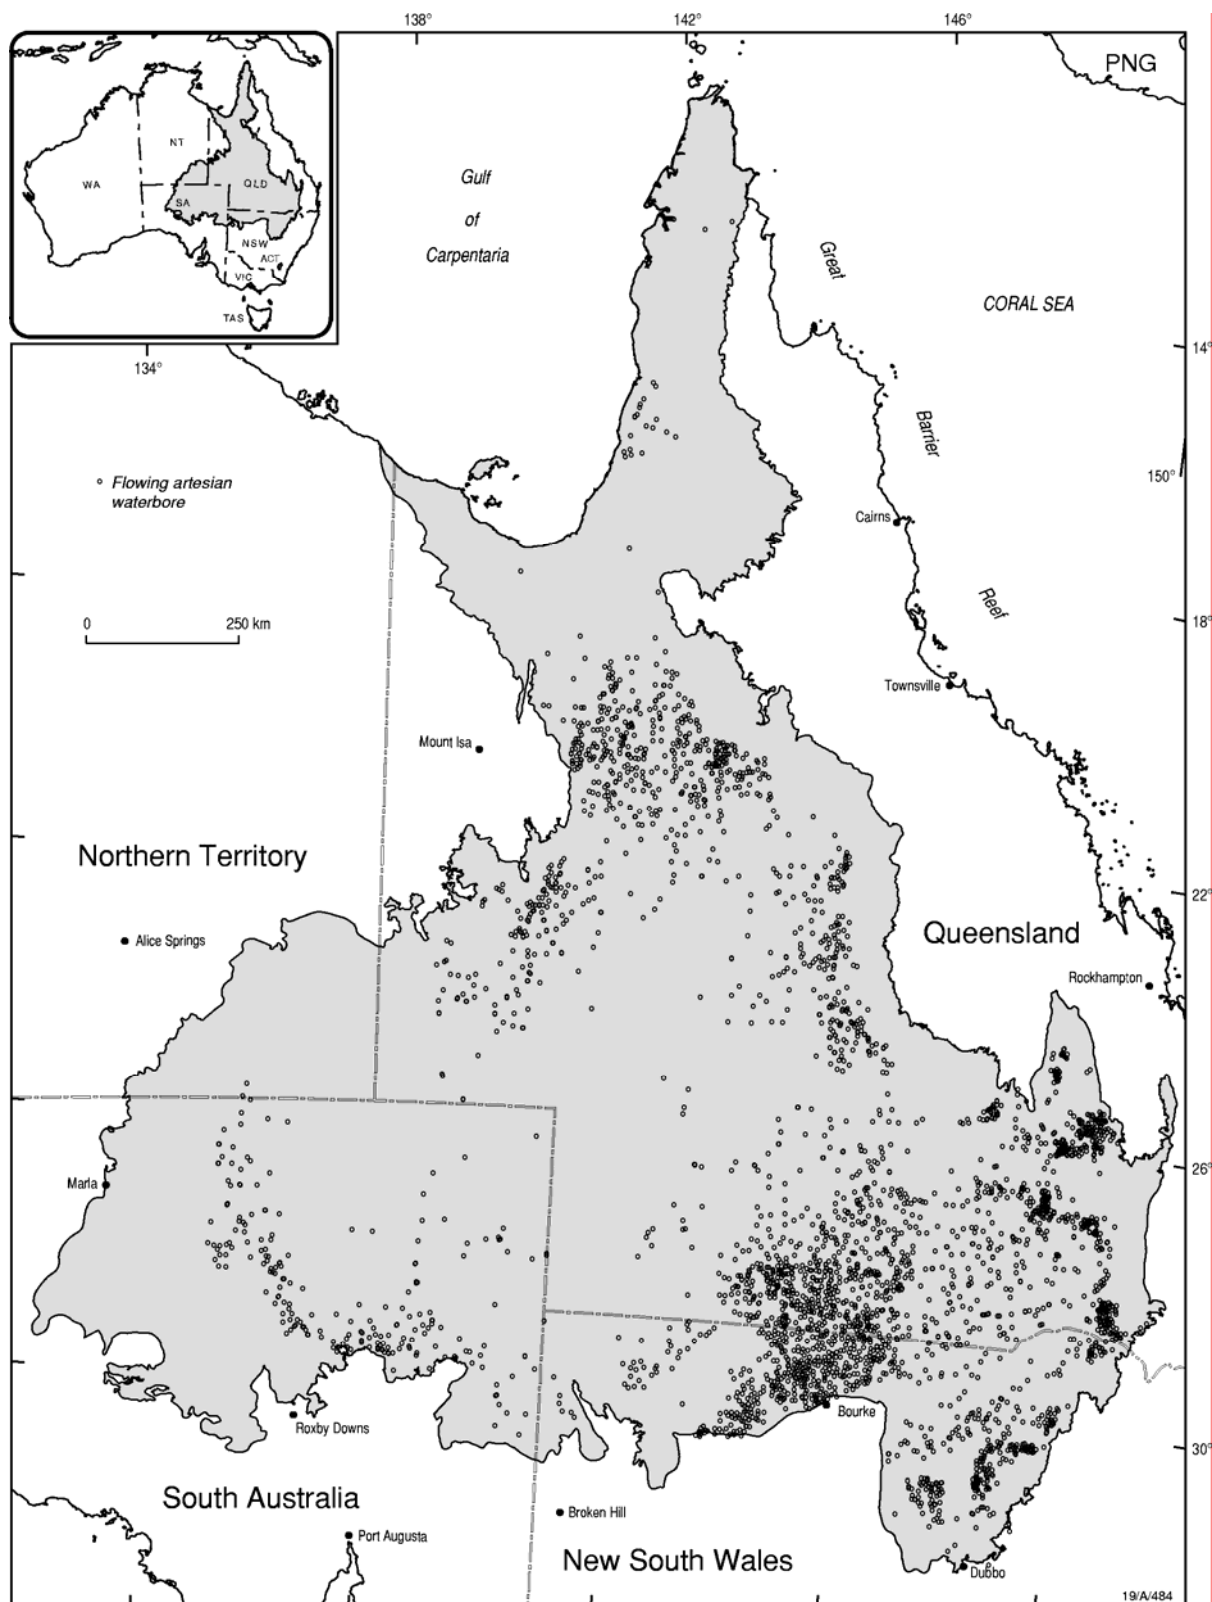 138°
142°
146°
PNG
NT
WA
QLD
SA
NSW
ACT
VIC
TAS
Gulf
of
Carpentaria
Great
CORAL SEA
134°
14°
Barrier
150°
Flowing artesian
waterbore
Cairns
Reef
0 250 km
18°
Townsville
Mount Isa
Northern Territory
22°
Queensland
Alice Springs
Rockhampton
26°
Marla
Bourke
Roxby Downs
30°
South Australia
Broken Hill
Port Augusta
New South Wales
Dubbo
19/A/484